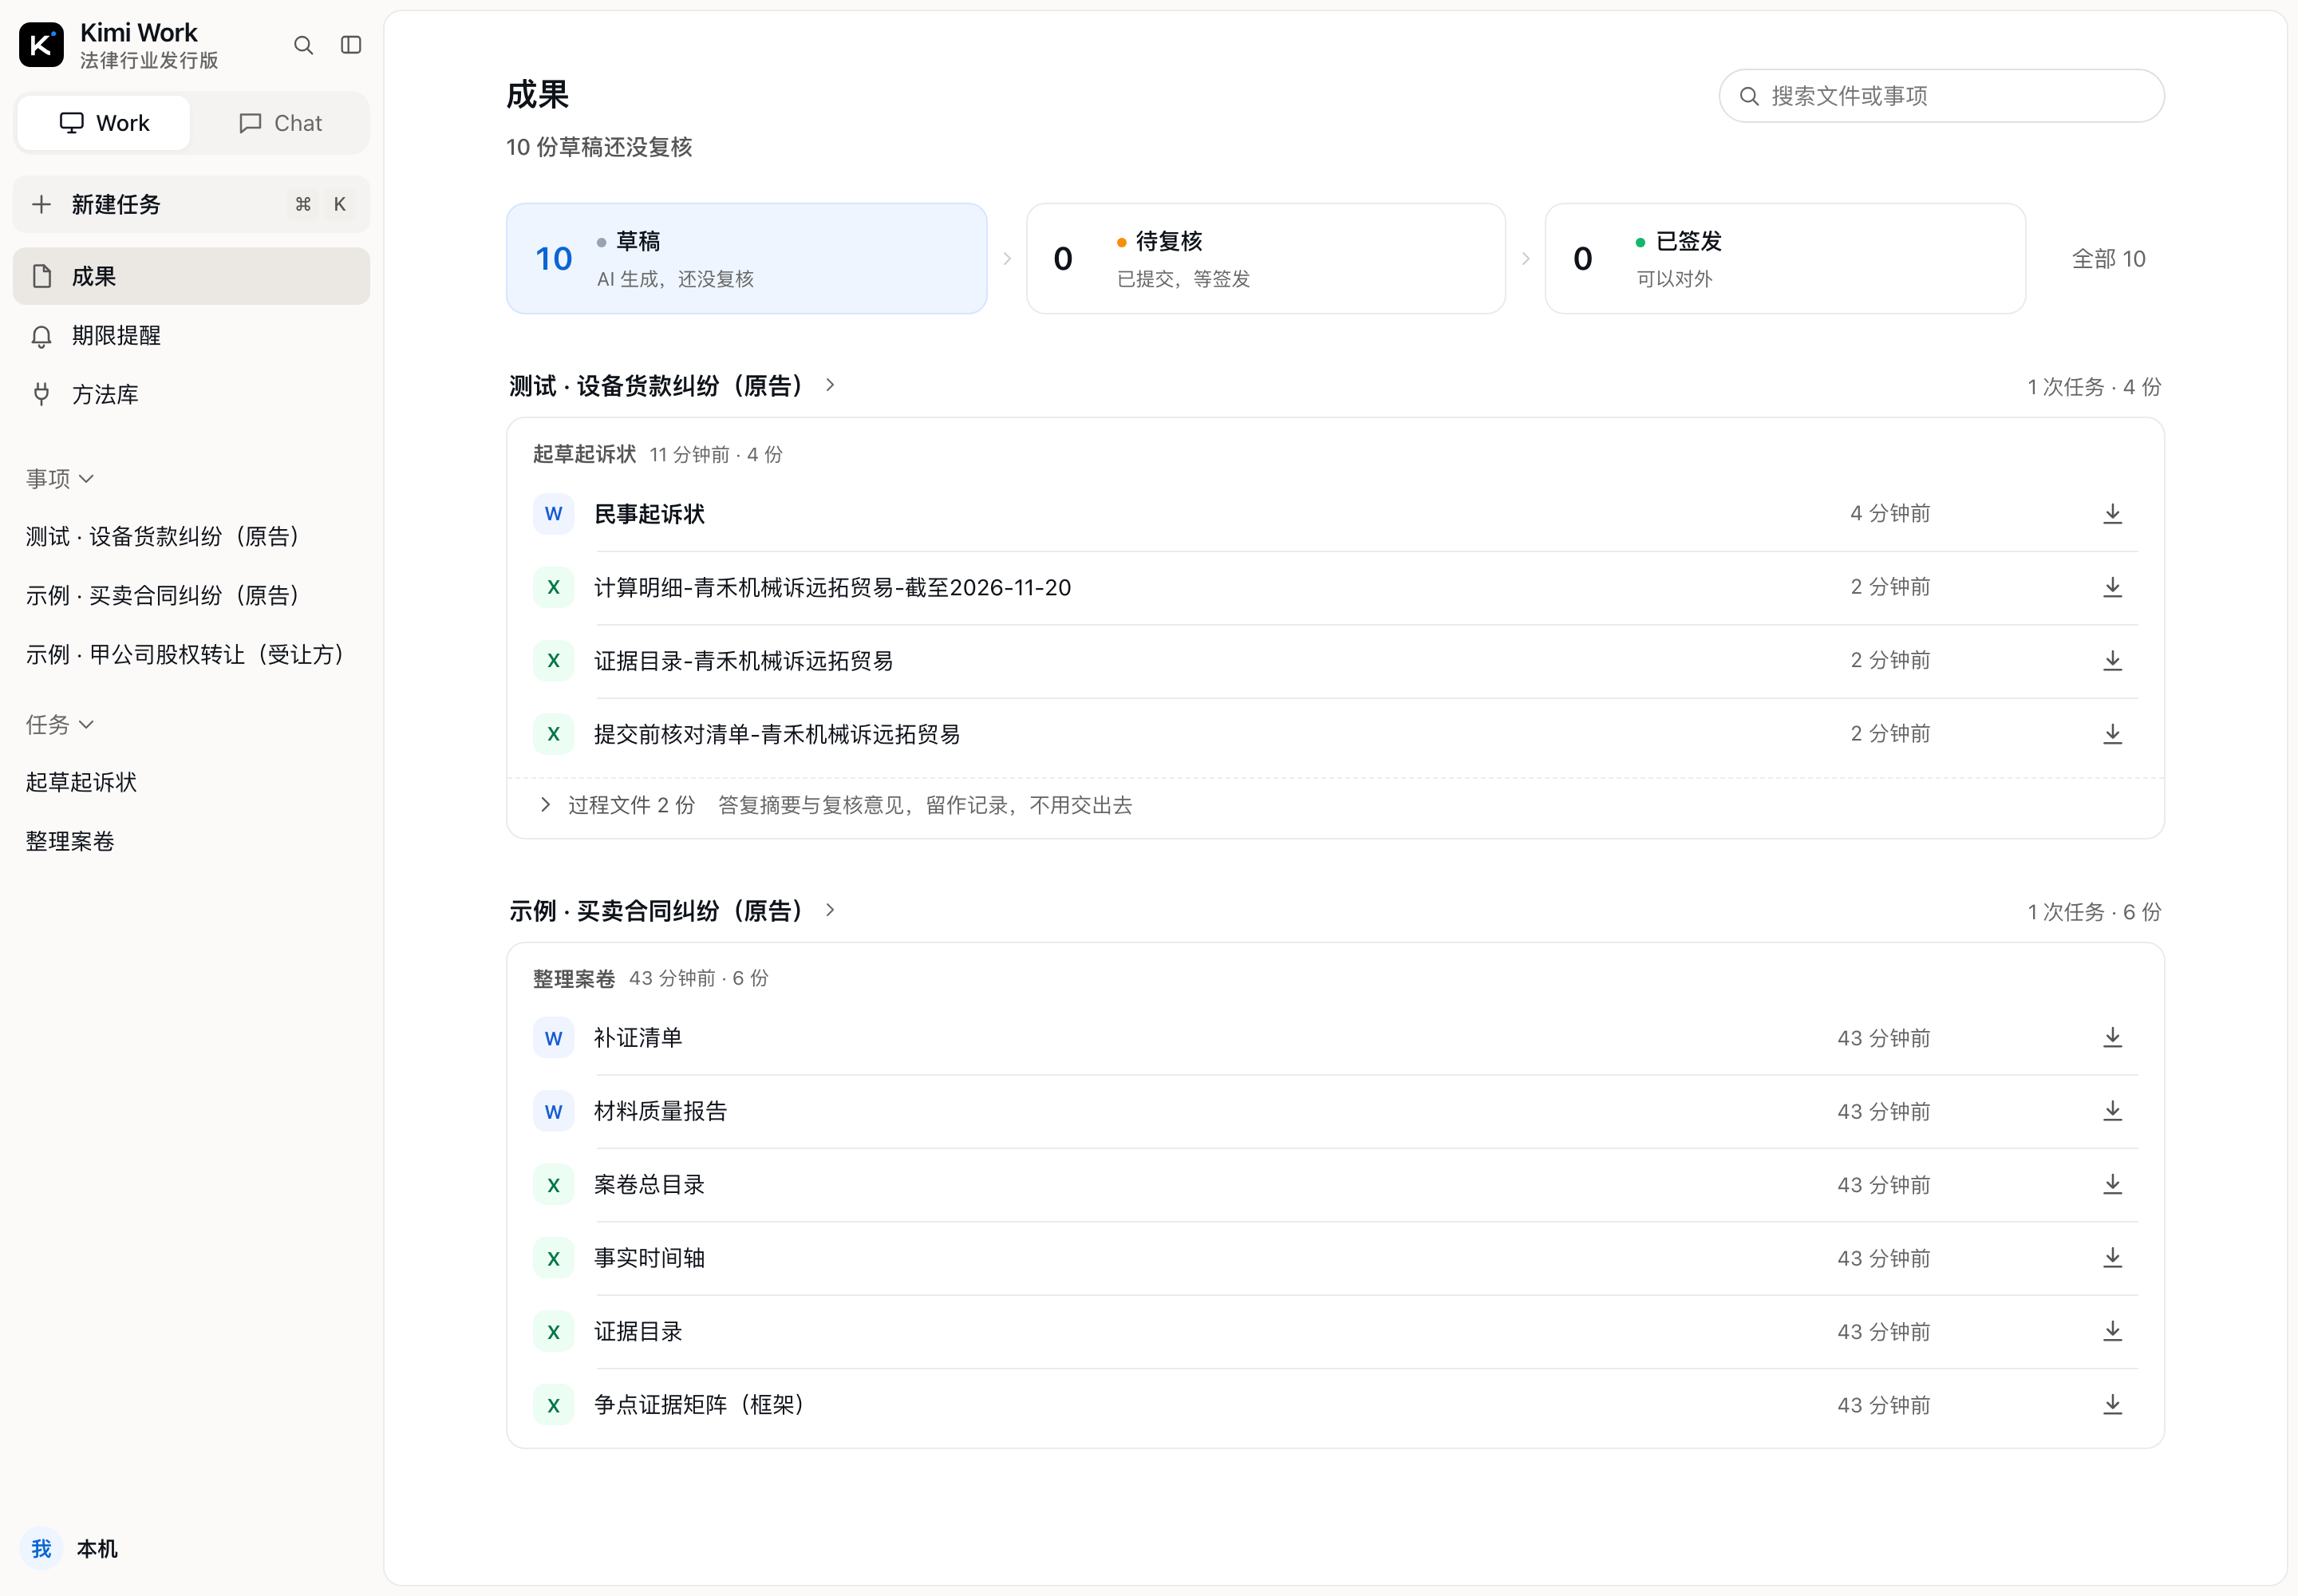 Kimi Work
法律行业发行版
Work
Chat
新建任务
⌘ K
成果
期限提醒
方法库
事项
测试 · 设备货款纠纷（原告）
示例 · 买卖合同纠纷（原告）
示例 · 甲公司股权转让（受让方）
任务
起草起诉状
整理案卷
我 本机
成果
搜索文件或事项
10 份草稿还没复核
10
草稿
AI 生成，还没复核
0
待复核
已提交，等签发
0
已签发
可以对外
全部 10
测试 · 设备货款纠纷（原告）
1 次任务 · 4 份
起草起诉状 11 分钟前 · 4 份
W 民事起诉状 4 分钟前
X 计算明细-青禾机械诉远拓贸易-截至2026-11-20 2 分钟前
X 证据目录-青禾机械诉远拓贸易 2 分钟前
X 提交前核对清单-青禾机械诉远拓贸易 2 分钟前
过程文件 2 份 答复摘要与复核意见，留作记录，不用交出去
示例 · 买卖合同纠纷（原告）
1 次任务 · 6 份
整理案卷 43 分钟前 · 6 份
W 补证清单 43 分钟前
W 材料质量报告 43 分钟前
X 案卷总目录 43 分钟前
X 事实时间轴 43 分钟前
X 证据目录 43 分钟前
X 争点证据矩阵（框架） 43 分钟前